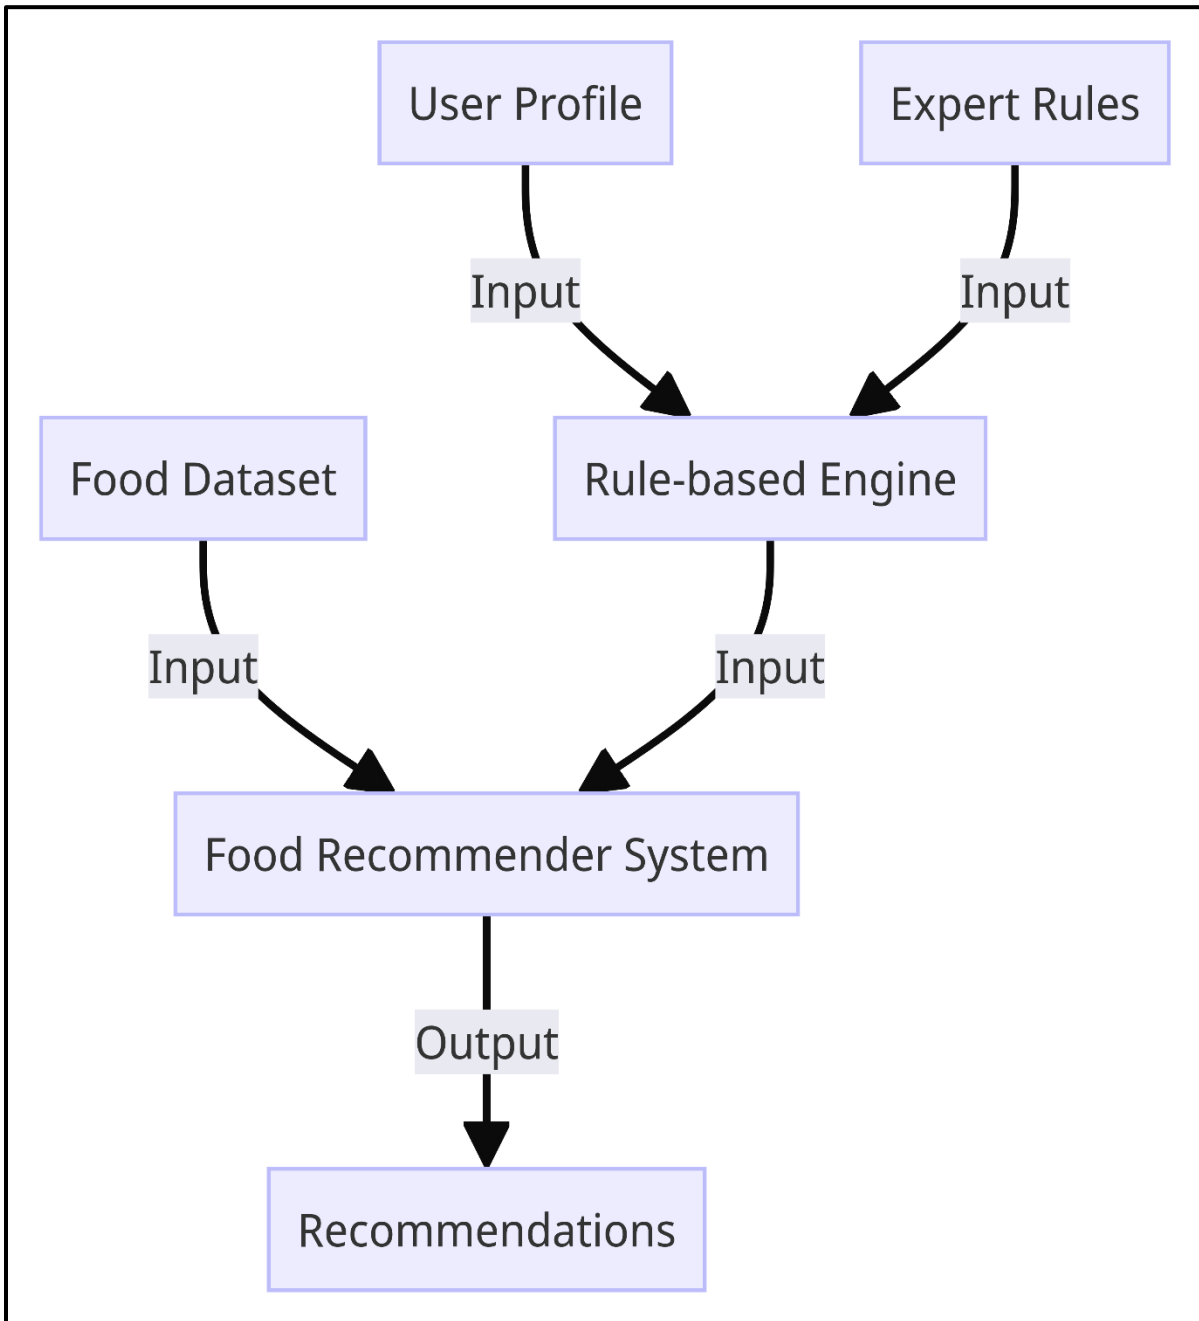 User Profile
Expert Rules
Input
Input
Food Dataset
Rule-based Engine
Input
Input
Food Recommender System
Output
Recommendations